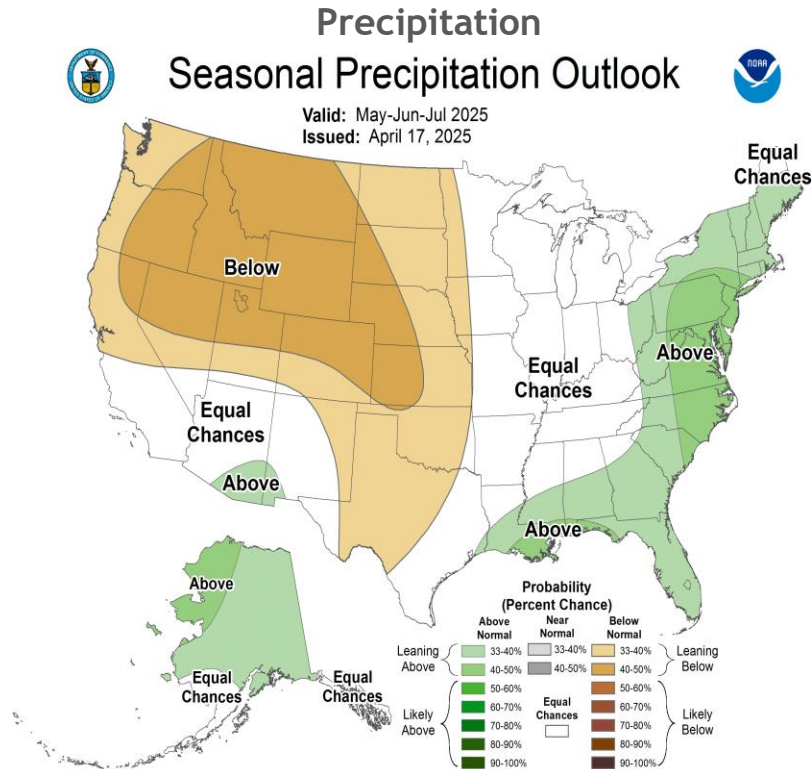 Precipitation
Seasonal Precipitation Outlook
NOAA
Valid: May-Jun-Jul 2025
Issued: April 17, 2025
Equal
Chances
Below
Above
Equal
Chances
Equal
Chances
Above
Above
Above
Equal
Chances
Equal
Chances
Probability
(Percent Chance)
Above
Normal
Near
Normal
Below
Normal
Leaning
Above
33-40%
33-40%
33-40%
Leaning
Below
40-50%
40-50%
40-50%
Likely
Above
50-60%
60-70%
70-80%
80-90%
90-100%
Equal
Chances
50-60%
60-70%
70-80%
80-90%
90-100%
Likely
Below